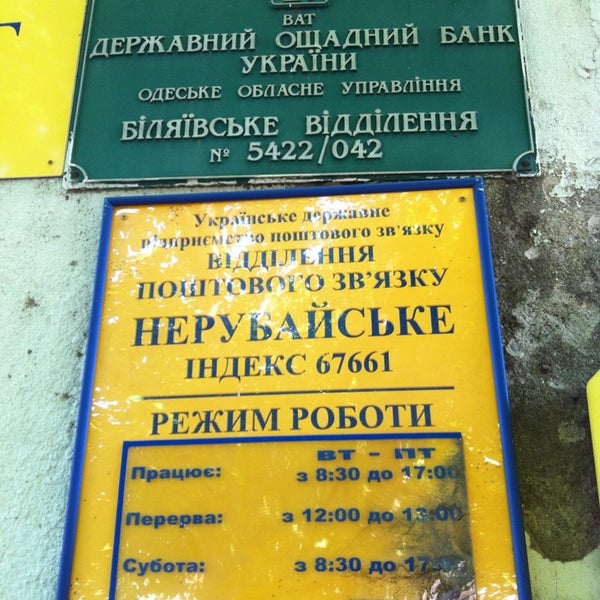 ВАТ
ДЕРЖАВНИЙ ОЩАДНИЙ БАНК
УКРАЇНИ
ОДЕСЬКЕ ОБЛАСНЕ УПРАВЛІННЯ
БІЛЯЇВСЬКЕ ВІДДІЛЕННЯ
№ 5422/042
Українське державне
підприємство поштового зв'язку
ВІДДІЛЕННЯ
ПОШТОВОГО ЗВ'ЯЗКУ
НЕРУБАЙСЬКЕ
ІНДЕКС 67661
РЕЖИМ РОБОТИ
ВТ - ПТ
Працює: з 8:30 до 17:00
Перерва: з 12:00 до 13:00
Субота: з 8:30 до 17:00